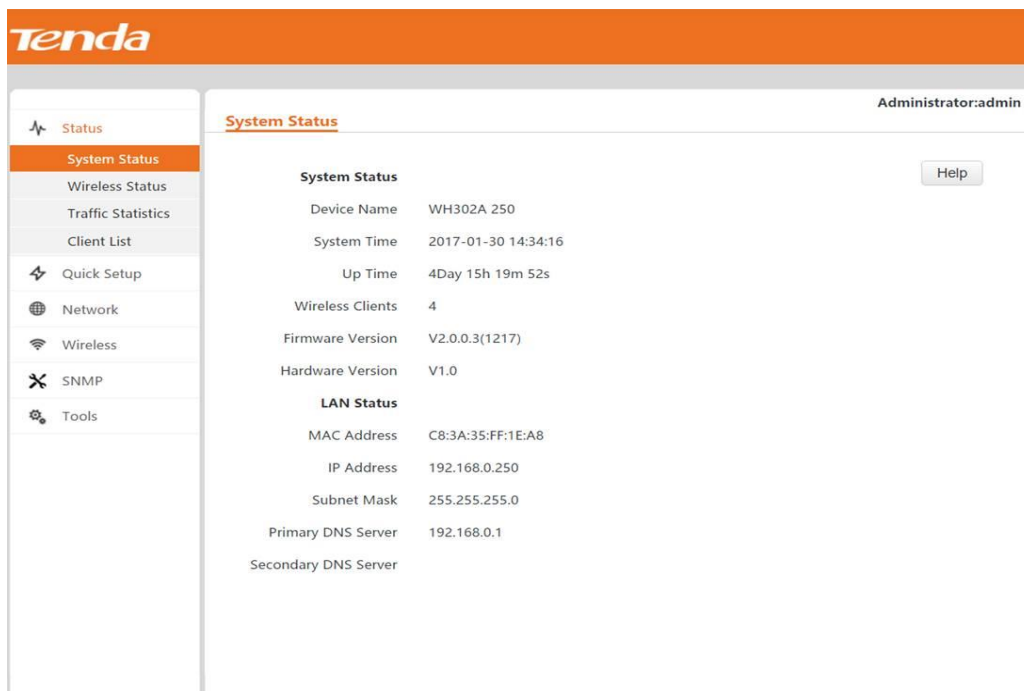 Tenda
Administrator:admin
Status
System Status
Wireless Status
Traffic Statistics
Client List
Quick Setup
Network
Wireless
SNMP
Tools
System Status
Help
System Status
Device Name WH302A 250
System Time 2017-01-30 14:34:16
Up Time 4Day 15h 19m 52s
Wireless Clients 4
Firmware Version V2.0.0.3(1217)
Hardware Version V1.0
LAN Status
MAC Address C8:3A:35:FF:1E:A8
IP Address 192.168.0.250
Subnet Mask 255.255.255.0
Primary DNS Server 192.168.0.1
Secondary DNS Server